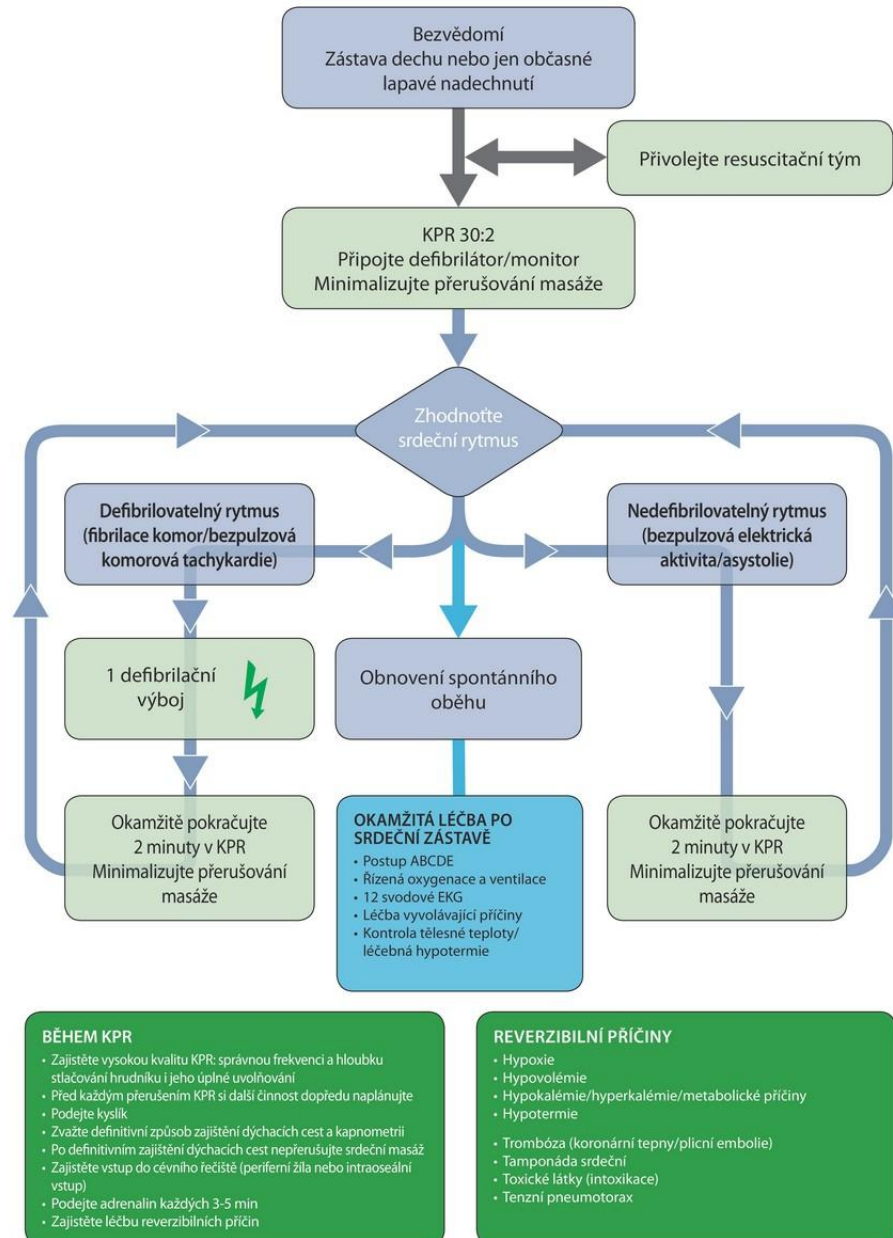 Bezvědomí
Zástava dechu nebo jen občasné
lapavé nadechnutí
Přivolejte resuscitační tým
KPR 30:2
Připojte defibrilátor/monitor
Minimalizujte přerušování masáže
Zhodnoťte
srdeční rytmus
Defibrilovatelný rytmus
(fibrilace komor/bezpulzová
komorová tachykardie)
Nedefibrilovatelný rytmus
(bezpulzová elektrická
aktivita/asystolie)
1 defibrilační
výboj
Obnovení spontánního
oběhu
Okamžitě pokračujte
2 minuty v KPR
Minimalizujte přerušování
masáže
OKAMŽITÁ LÉČBA PO
SRDEČNÍ ZÁSTAVĚ
• Postup ABCDE
• Řízená oxygenace a ventilace
• 12 svodové EKG
• Léčba vyvolávající příčiny
• Kontrola tělesné teploty/
léčebná hypotermie
Okamžitě pokračujte
2 minuty v KPR
Minimalizujte přerušování
masáže
BĚHEM KPR
• Zajistěte vysokou kvalitu KPR: správnou frekvenci a hloubku
stlačování hrudníku i jeho úplné uvolňování
• Před každým přerušením KPR si další činnost dopředu naplánujte
• Podejte kyslík
• Zvažte definitivní způsob zajištění dýchacích cest a kapnometrii
• Po definitivním zajištění dýchacích cest nepřerušujte srdeční masáž
• Zajistěte vstup do cévního řečiště (periferní žíla nebo intraoseální
vstup)
• Podejte adrenalin každých 3-5 min
• Zajistěte léčbu reverzibilních příčin
REVERZIBILNÍ PŘÍČINY
• Hypoxie
• Hypovolémie
• Hypokalémie/hyperkalémie/metabolické příčiny
• Hypotermie
• Trombóza (koronární tepny/plicní embolie)
• Tamponáda srdeční
• Toxické látky (intoxikace)
• Tenzní pneumotorax